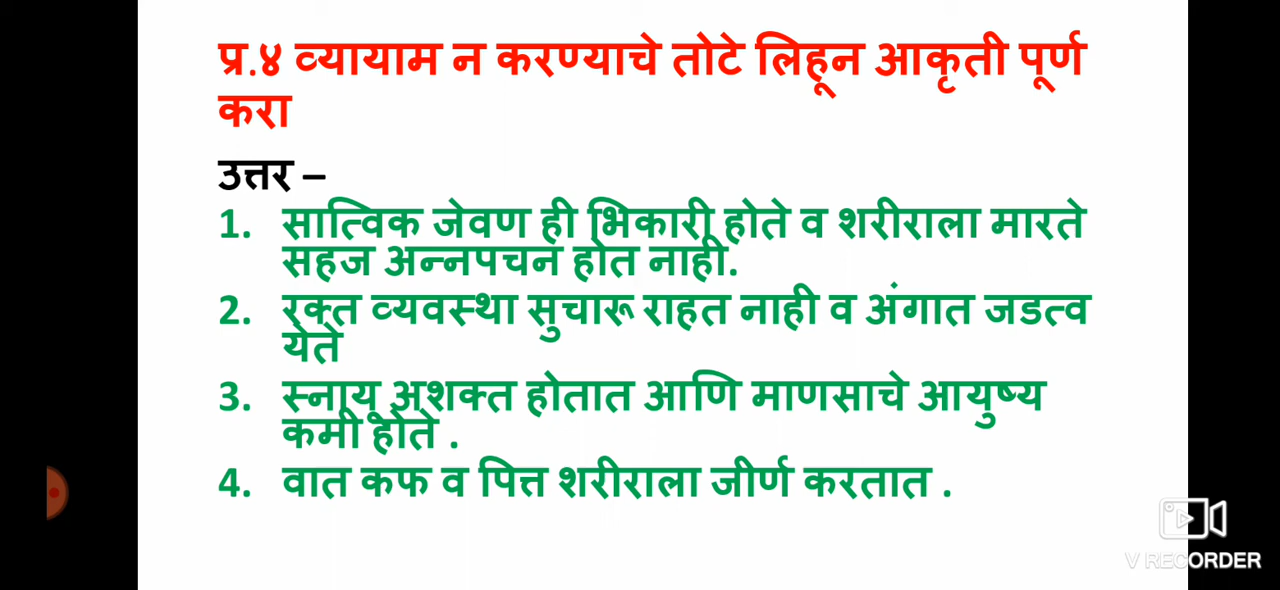 प्र.४ व्यायाम न करण्याचे तोटे लिहून आकृती पूर्ण
करा
उत्तर –
1. सात्विक जेवण ही भिकारी होते व शरीराला मारते
सहज अन्नपचन होत नाही.
2. रक्त व्यवस्था सुचारू राहत नाही व अंगात जडत्व
येते
3. स्नायू अशक्त होतात आणि माणसाचे आयुष्य
कमी होते .
4. वात कफ व पित्त शरीराला जीर्ण करतात .
V RECORDER